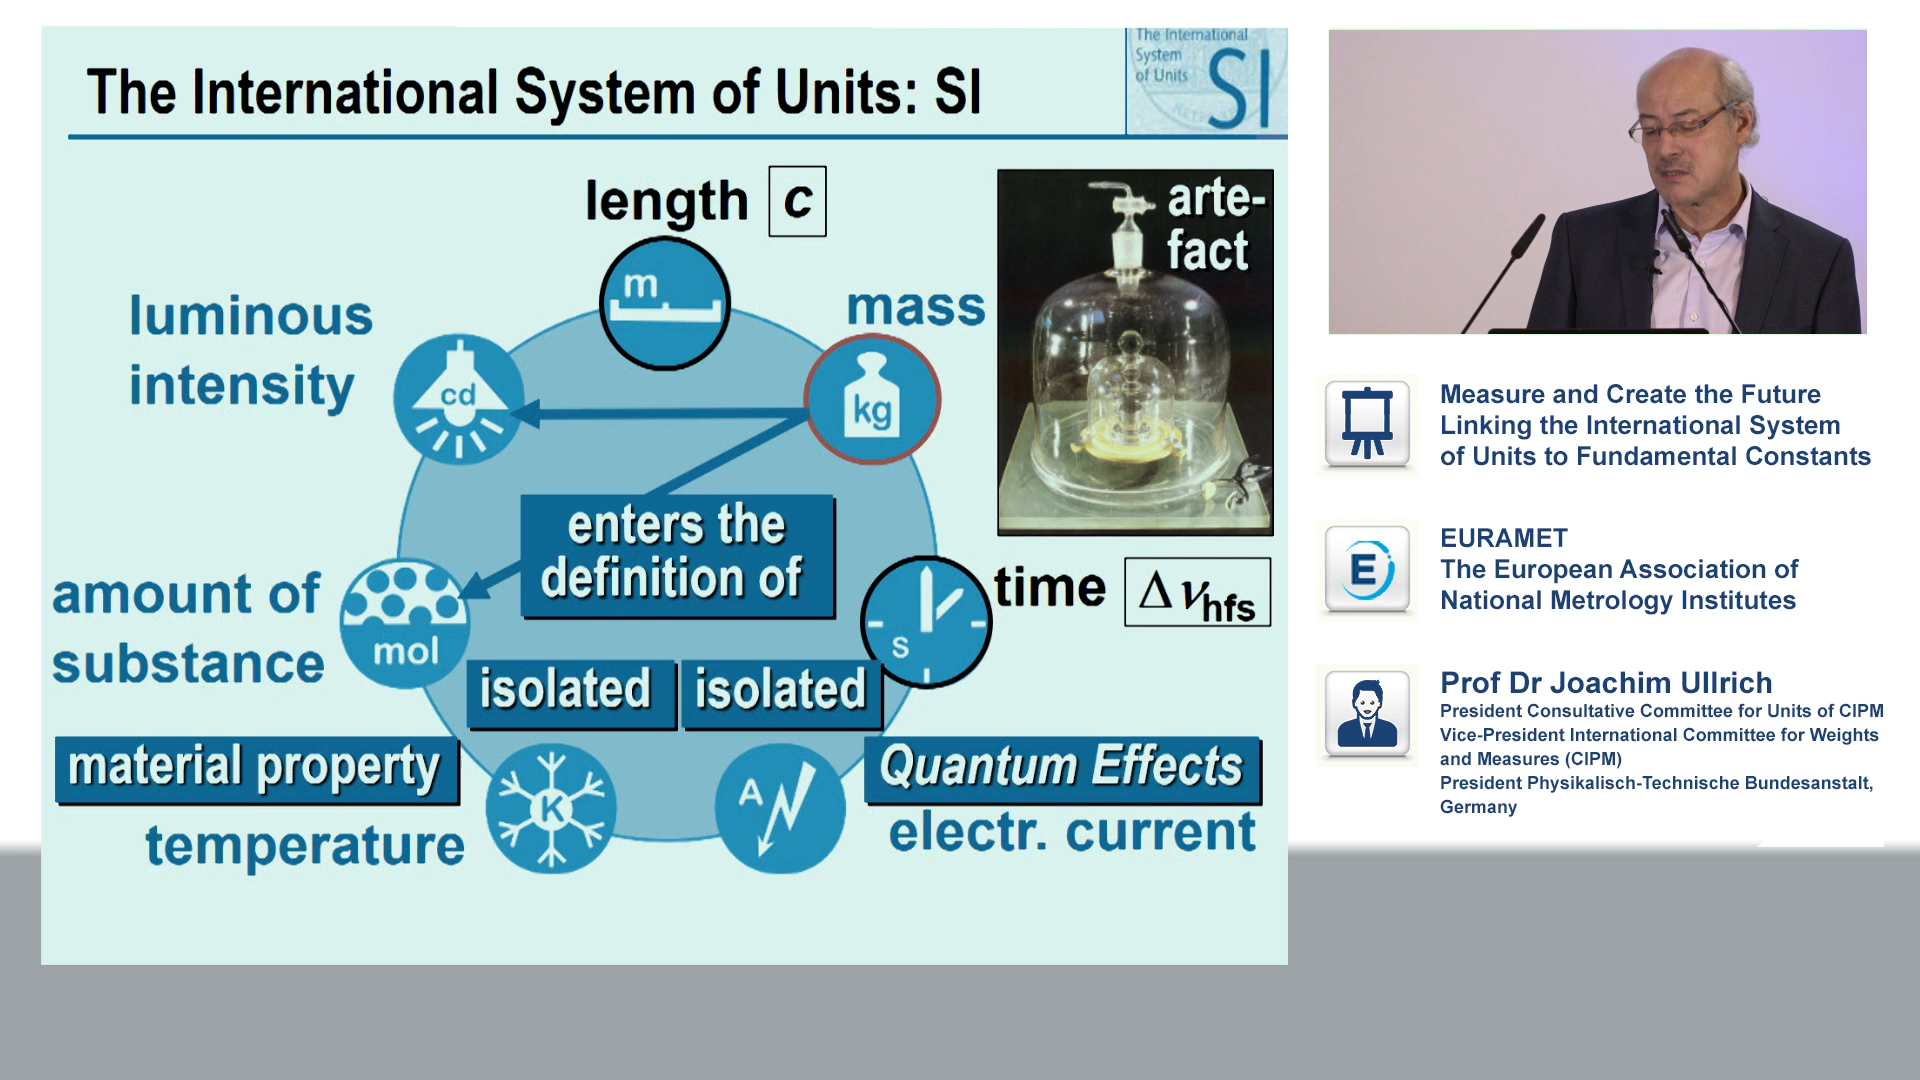 The International System of Units: SI
The International
System
of Units
SI
length c
m
arte-
fact
luminous
intensity
mass
cd
kg
enters the
definition of
amount of
substance
mol
time Δνhfs
s
isolated
isolated
material property
Quantum Effects
K
A
temperature
electr. current
Measure and Create the Future
Linking the International System
of Units to Fundamental Constants
E
EURAMET
The European Association of
National Metrology Institutes
Prof Dr Joachim Ullrich
President Consultative Committee for Units of CIPM
Vice-President International Committee for Weights
and Measures (CIPM)
President Physikalisch-Technische Bundesanstalt,
Germany